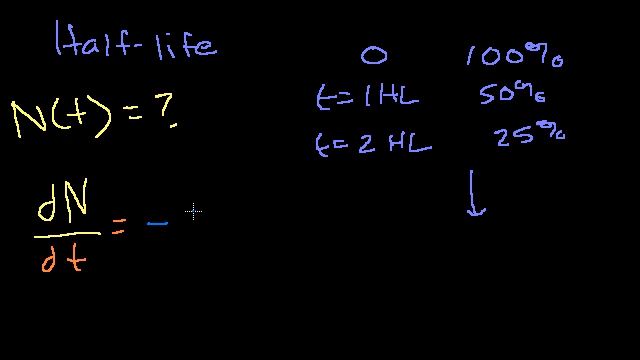 Half-life
N(t) = ?
dN/dt = -
0 100%
t = 1 HL 50%
t = 2 HL 25%